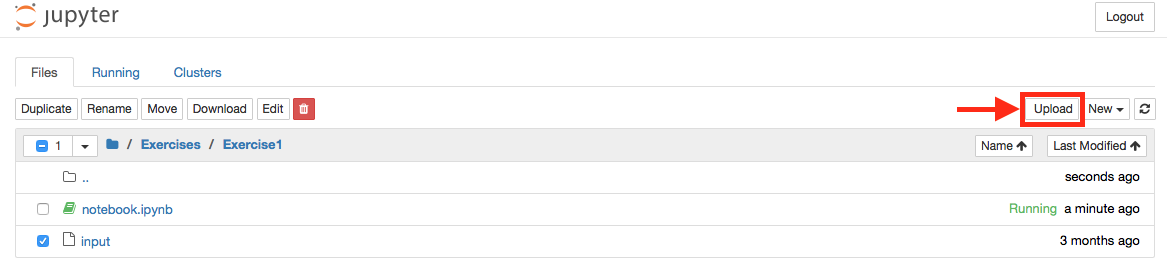 jupyter Logout
Files Running Clusters
Duplicate Rename Move Download Edit Upload New
1 / Exercises / Exercise1 Name Last Modified
.. seconds ago
notebook.ipynb Running a minute ago
input 3 months ago